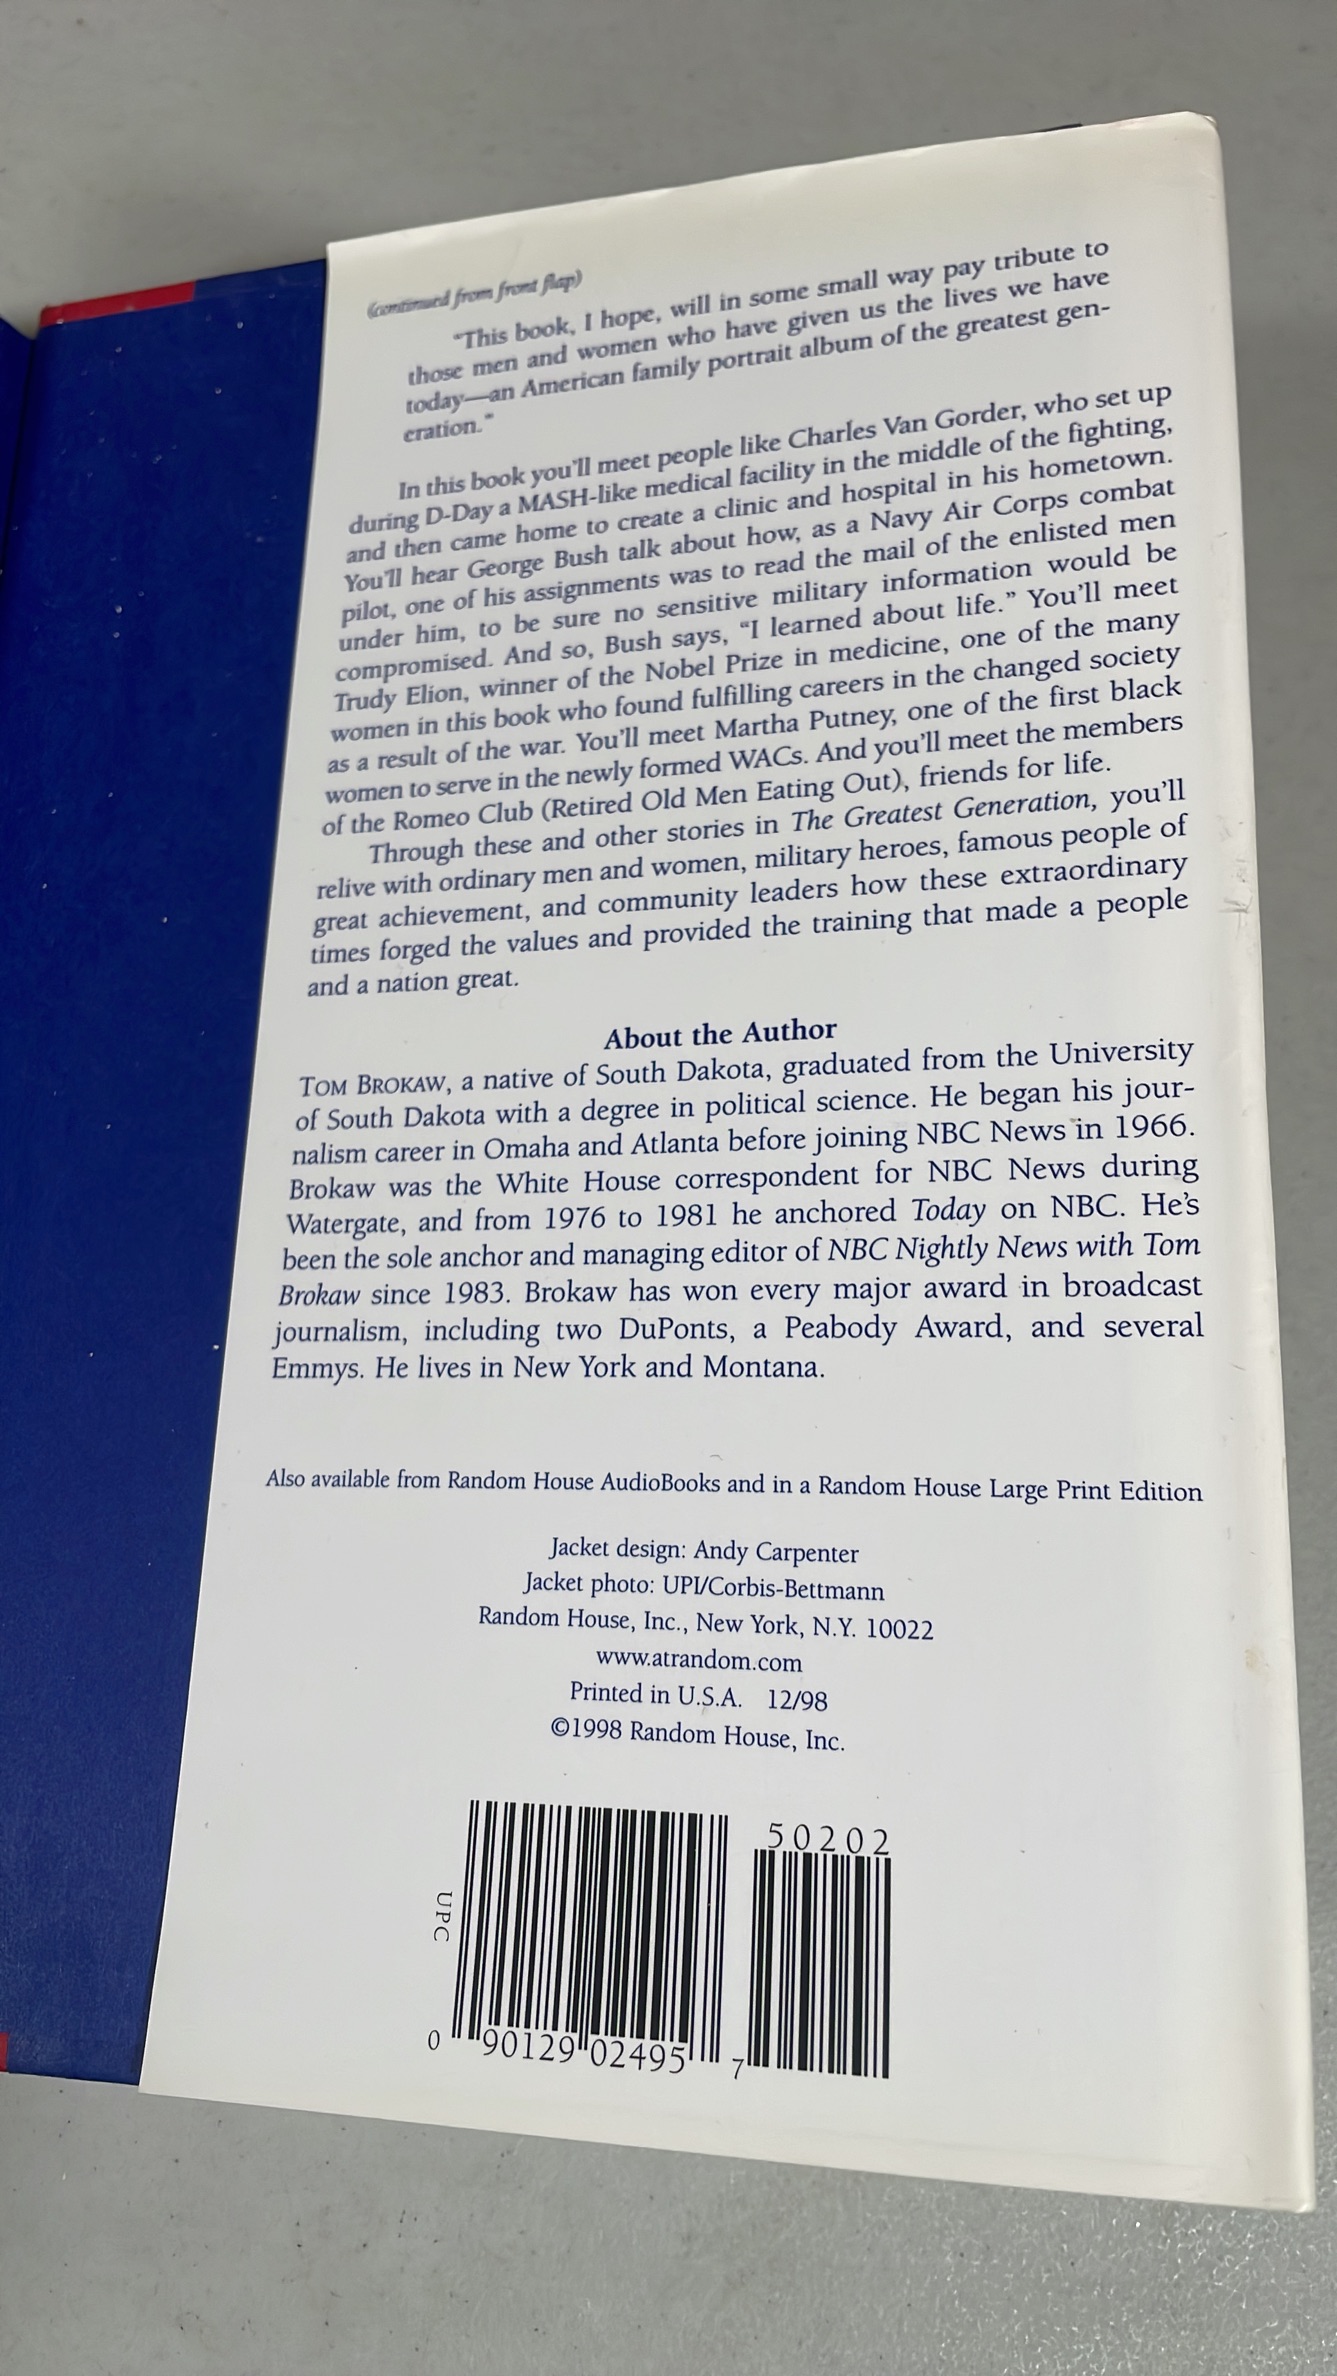 (continued from front flap)
"This book, I hope, will in some small way pay tribute to
those men and women who have given us the lives we have
today—an American family portrait album of the greatest gen-
eration."
In this book you'll meet people like Charles Van Gorder, who set up
during D-Day a MASH-like medical facility in the middle of the fighting,
and then came home to create a clinic and hospital in his hometown.
You'll hear George Bush talk about how, as a Navy Air Corps combat
pilot, one of his assignments was to read the mail of the enlisted men
under him, to be sure no sensitive military information would be
compromised. And so, Bush says, "I learned about life." You'll meet
Trudy Elion, winner of the Nobel Prize in medicine, one of the many
women in this book who found fulfilling careers in the changed society
as a result of the war. You'll meet Martha Putney, one of the first black
women to serve in the newly formed WACs. And you'll meet the members
of the Romeo Club (Retired Old Men Eating Out), friends for life.
Through these and other stories in The Greatest Generation, you'll
relive with ordinary men and women, military heroes, famous people of
great achievement, and community leaders how these extraordinary
times forged the values and provided the training that made a people
and a nation great.
About the Author
TOM BROKAW, a native of South Dakota, graduated from the University
of South Dakota with a degree in political science. He began his jour-
nalism career in Omaha and Atlanta before joining NBC News in 1966.
Brokaw was the White House correspondent for NBC News during
Watergate, and from 1976 to 1981 he anchored Today on NBC. He's
been the sole anchor and managing editor of NBC Nightly News with Tom
Brokaw since 1983. Brokaw has won every major award in broadcast
journalism, including two DuPonts, a Peabody Award, and several
Emmys. He lives in New York and Montana.
Also available from Random House AudioBooks and in a Random House Large Print Edition
Jacket design: Andy Carpenter
Jacket photo: UPI/Corbis-Bettmann
Random House, Inc., New York, N.Y. 10022
www.atrandom.com
Printed in U.S.A. 12/98
©1998 Random House, Inc.
50202
UPC
0 90129 02495 7